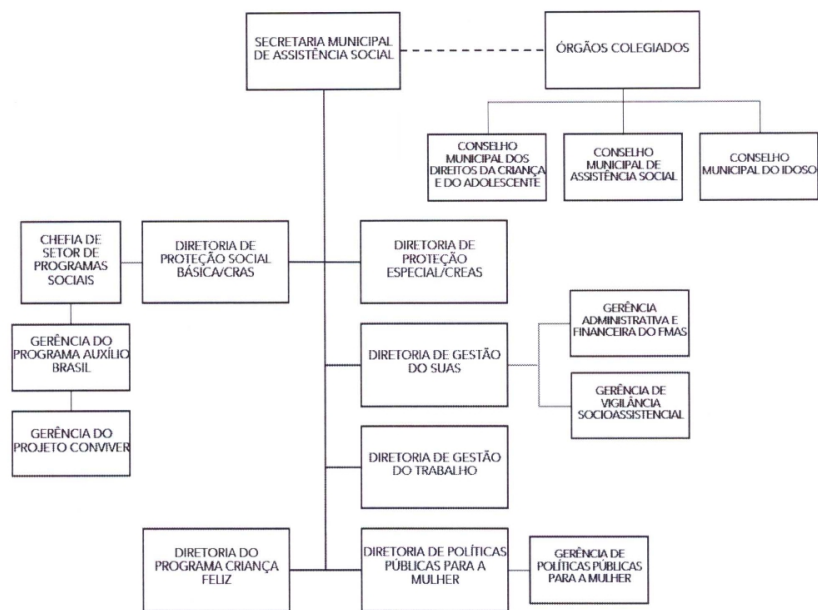 SECRETARIA MUNICIPAL
DE ASSISTÊNCIA SOCIAL
ÓRGÃOS COLEGIADOS
CONSELHO
MUNICIPAL DOS
DIREITOS DA CRIANÇA
E DO ADOLESCENTE
CONSELHO
MUNICIPAL DE
ASSISTÊNCIA SOCIAL
CONSELHO
MUNICIPAL DO IDOSO
CHEFIA DE
SETOR DE
PROGRAMAS
SOCIAIS
DIRETORIA DE
PROTEÇÃO SOCIAL
BÁSICA/CRAS
DIRETORIA DE
PROTEÇÃO
ESPECIAL/CREAS
GERÊNCIA DO
PROGRAMA AUXÍLIO
BRASIL
DIRETORIA DE GESTÃO
DO SUAS
GERÊNCIA
ADMINISTRATIVA E
FINANCEIRA DO FMAS
GERÊNCIA DE
VIGILÂNCIA
SOCIOASSISTENCIAL
GERÊNCIA DO
PROJETO CONVIVER
DIRETORIA DE GESTÃO
DO TRABALHO
DIRETORIA DO
PROGRAMA CRIANÇA
FELIZ
DIRETORIA DE POLÍTICAS
PÚBLICAS PARA A
MULHER
GERÊNCIA DE
POLÍTICAS PÚBLICAS
PARA A MULHER